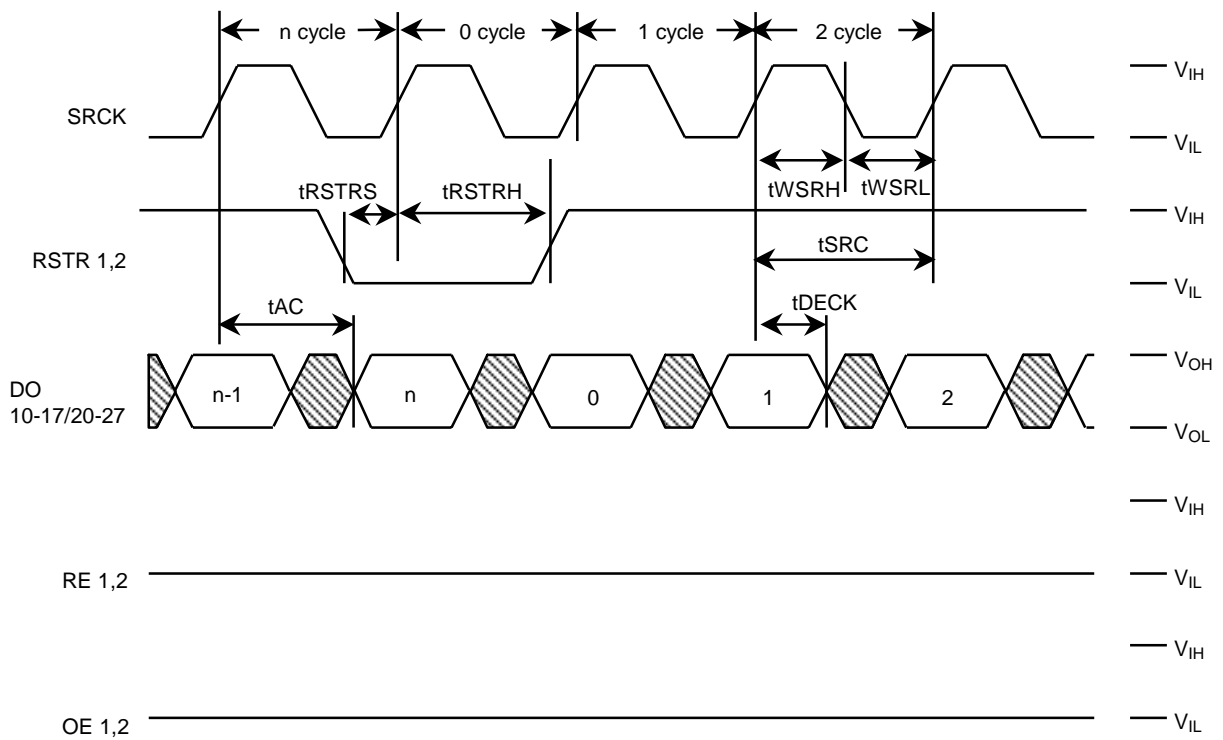 n cycle 0 cycle 1 cycle 2 cycle
VIH
SRCK
VIL
tRSTRS tRSTRH tWSRH tWSRL
VIH
RSTR 1,2
tSRC
VIL
tAC tDECK
VOH
DO
10-17/20-27
n-1 n 0 1 2
VOL
VIH
RE 1,2
VIL
VIH
OE 1,2
VIL